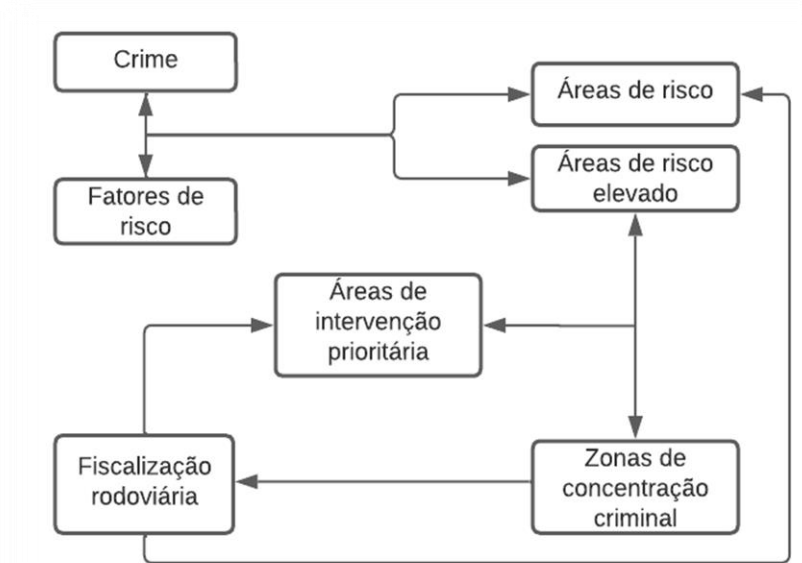 Crime
Áreas de risco
Fatores de
risco
Áreas de risco
elevado
Áreas de
intervenção
prioritária
Fiscalização
rodoviária
Zonas de
concentração
criminal